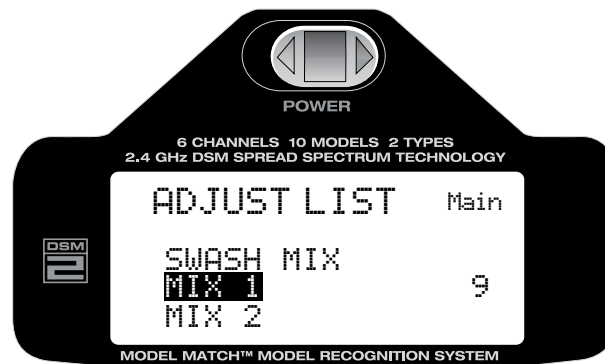 POWER
6 CHANNELS 10 MODELS 2 TYPES
2.4 GHz DSM SPREAD SPECTRUM TECHNOLOGY
ADJUST LIST Main
DSM
2
SWASH MIX
MIX 1 9
MIX 2
MODEL MATCH™ MODEL RECOGNITION SYSTEM